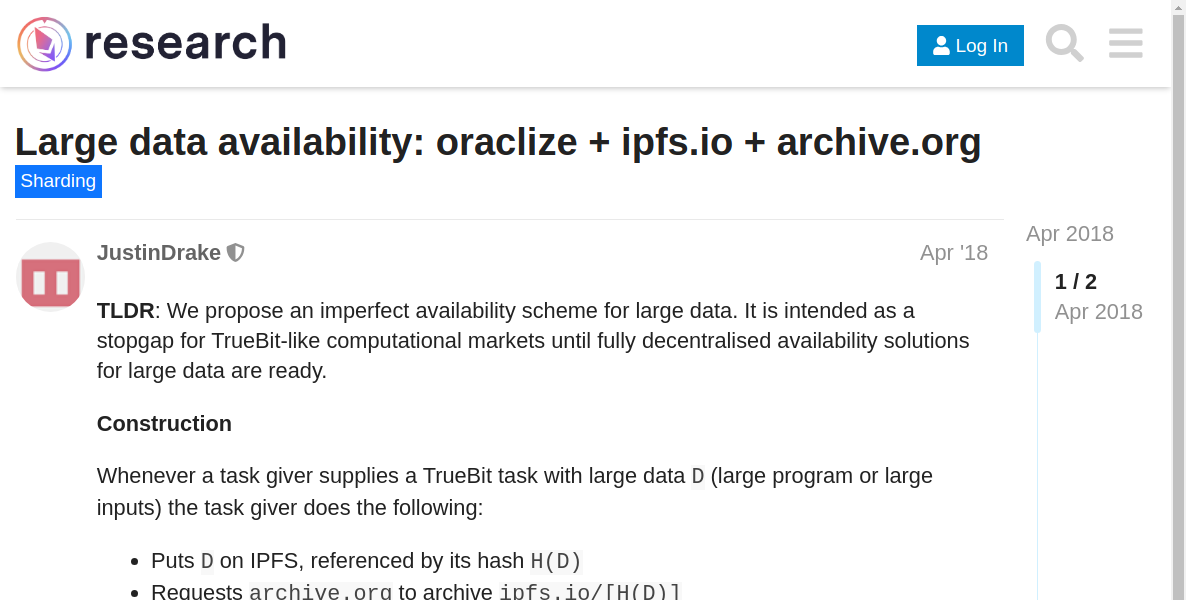 research
Log In
Large data availability: oraclize + ipfs.io + archive.org
Sharding
JustinDrake
Apr '18
Apr 2018
1 / 2
Apr 2018
TLDR: We propose an imperfect availability scheme for large data. It is intended as a
stopgap for TrueBit-like computational markets until fully decentralised availability solutions
for large data are ready.
Construction
Whenever a task giver supplies a TrueBit task with large data D (large program or large
inputs) the task giver does the following:
• Puts D on IPFS, referenced by its hash H(D)
• Requests archive.org to archive ipfs.io/[H(D)]